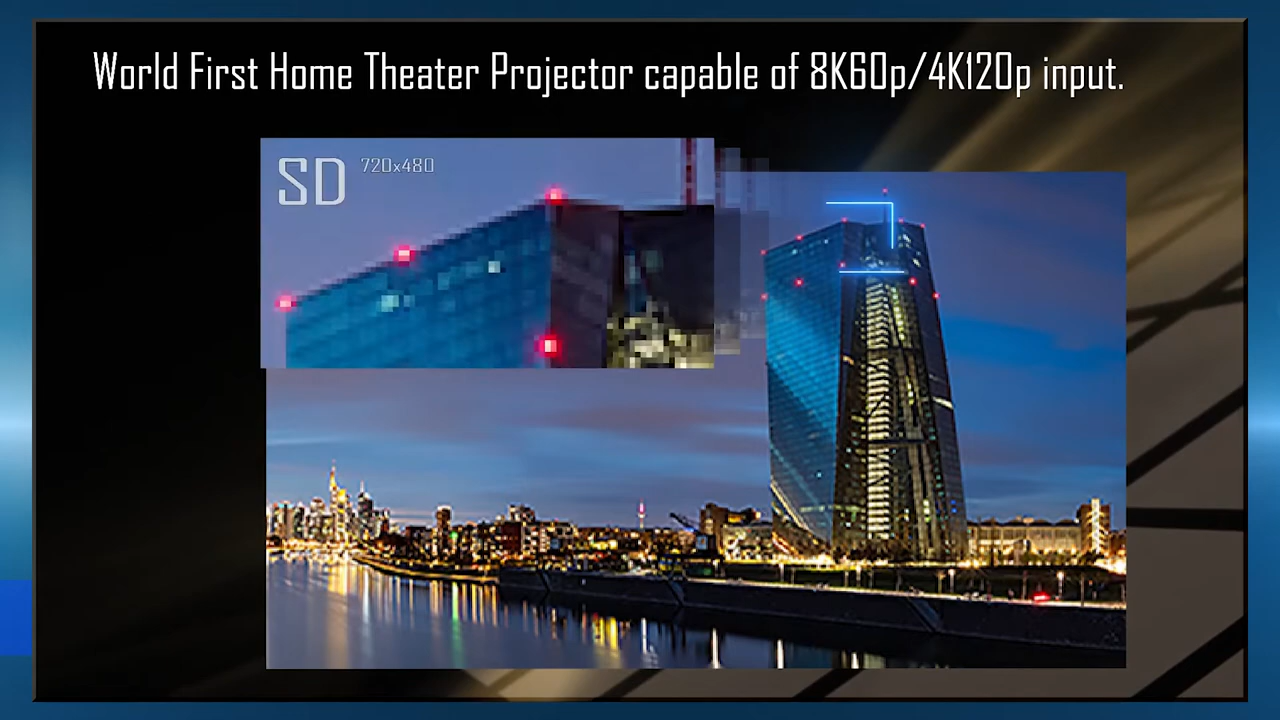 World First Home Theater Projector capable of 8K60p/4K120p input.
SD 720x480